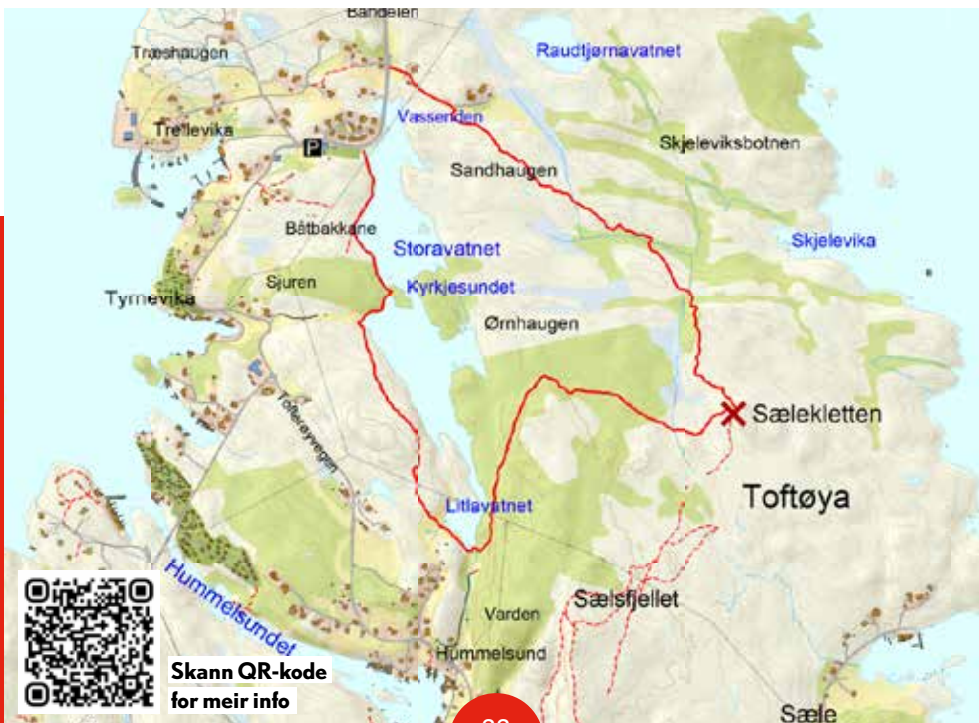 Bandelen
Træshaugen
Raudtjørnavatnet
Vassenden
Trellevika
P
Skjeleviksbotnen
Sandhaugen
Båtbakkane
Storavatnet
Skjelevika
Sjuren
Kyrkjesundet
Tyrnevika
Ørnhaugen
Tofterøyvegen
Sælekletten
Toftøya
Litlavatnet
Hummelsundet
Sælsfjellet
Varden
Hummelsund
Skann QR-kode
for meir info
Sæle